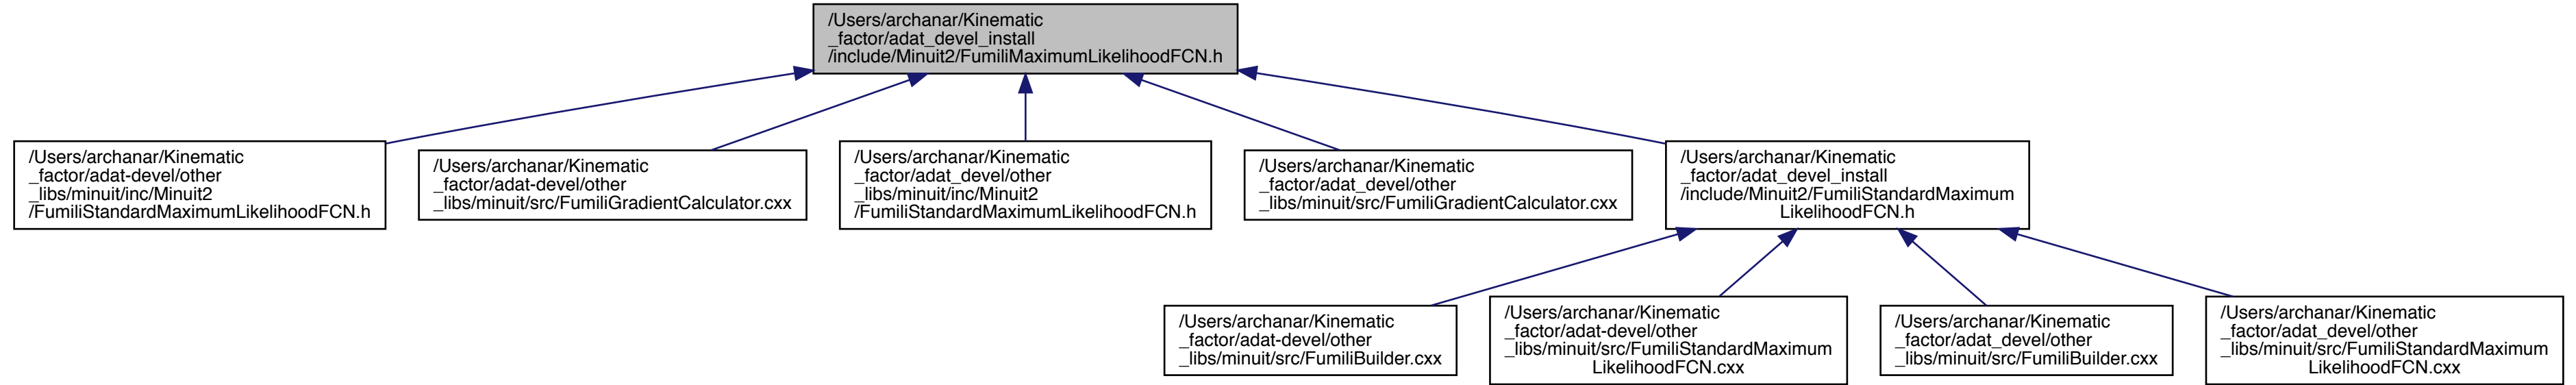 /Users/archanar/Kinematic
_factor/adat_devel_install
/include/Minuit2/FumiliMaximumLikelihoodFCN.h
/Users/archanar/Kinematic
_factor/adat-devel/other
_libs/minuit/inc/Minuit2
/FumiliStandardMaximumLikelihoodFCN.h
/Users/archanar/Kinematic
_factor/adat-devel/other
_libs/minuit/src/FumiliGradientCalculator.cxx
/Users/archanar/Kinematic
_factor/adat_devel/other
_libs/minuit/inc/Minuit2
/FumiliStandardMaximumLikelihoodFCN.h
/Users/archanar/Kinematic
_factor/adat_devel/other
_libs/minuit/src/FumiliGradientCalculator.cxx
/Users/archanar/Kinematic
_factor/adat_devel_install
/include/Minuit2/FumiliStandardMaximum
LikelihoodFCN.h
/Users/archanar/Kinematic
_factor/adat-devel/other
_libs/minuit/src/FumiliBuilder.cxx
/Users/archanar/Kinematic
_factor/adat-devel/other
_libs/minuit/src/FumiliStandardMaximum
LikelihoodFCN.cxx
/Users/archanar/Kinematic
_factor/adat_devel/other
_libs/minuit/src/FumiliBuilder.cxx
/Users/archanar/Kinematic
_factor/adat_devel/other
_libs/minuit/src/FumiliStandardMaximum
LikelihoodFCN.cxx